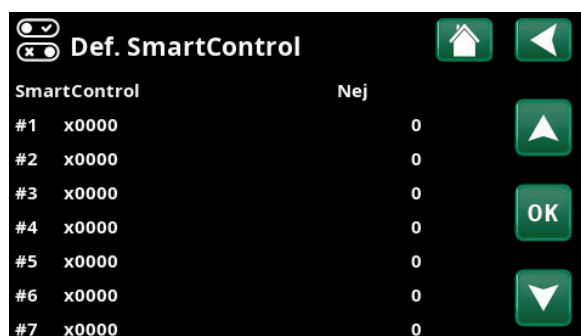 Def. SmartControl
SmartControl Nej
#1 x0000 0
#2 x0000 0
#3 x0000 0
#4 x0000 0
#5 x0000 0
#6 x0000 0
#7 x0000 0
OK